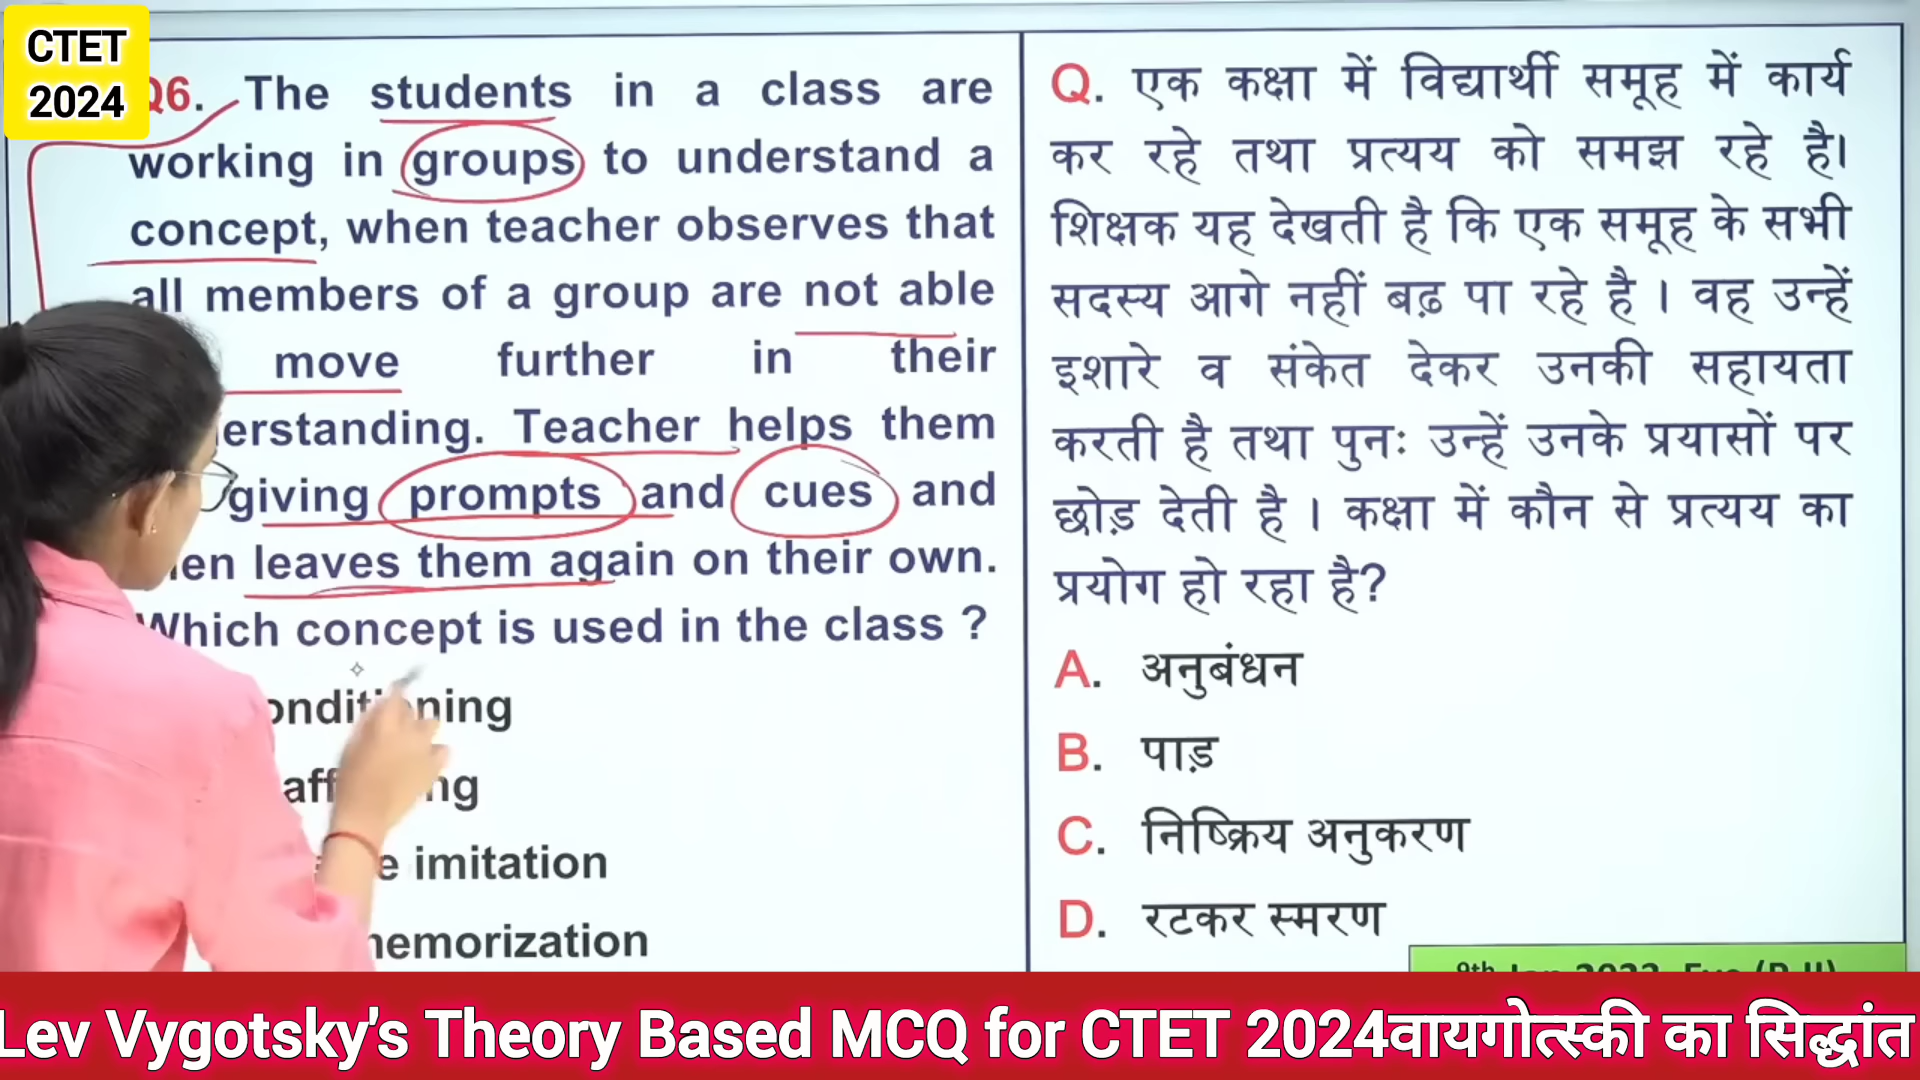 CTET
2024
Q6. The students in a class are
working in groups to understand a
concept, when teacher observes that
all members of a group are not able
move further in their
erstanding. Teacher helps them
giving prompts and cues and
en leaves them again on their own.
Which concept is used in the class ?
onditioning
aff ng
e imitation
memorization
Q. एक कक्षा में विद्यार्थी समूह में कार्य
कर रहे तथा प्रत्यय को समझ रहे है।
शिक्षक यह देखती है कि एक समूह के सभी
सदस्य आगे नहीं बढ़ पा रहे है । वह उन्हें
इशारे व संकेत देकर उनकी सहायता
करती है तथा पुनः उन्हें उनके प्रयासों पर
छोड़ देती है । कक्षा में कौन से प्रत्यय का
प्रयोग हो रहा है?
A. अनुबंधन
B. पाड़
C. निष्क्रिय अनुकरण
D. रटकर स्मरण
Lev Vygotsky's Theory Based MCQ for CTET 2024वायगोत्स्की का सिद्धांत